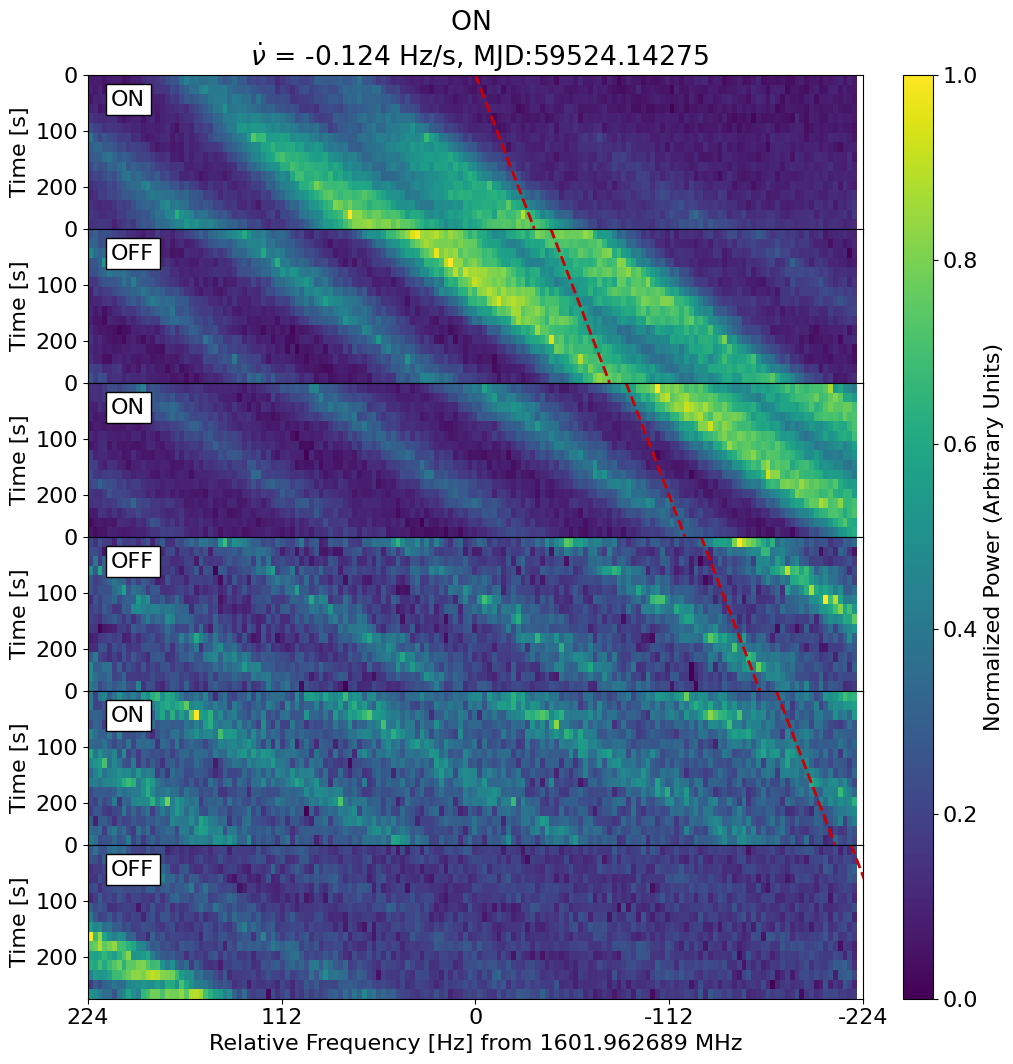 ON
ν̇ = -0.124 Hz/s, MJD:59524.14275
0
100
200
Time [s]
ON
0
100
200
Time [s]
OFF
0
100
200
Time [s]
ON
0
100
200
Time [s]
OFF
0
100
200
Time [s]
ON
0
100
200
Time [s]
OFF
224 112 0 -112 -224
Relative Frequency [Hz] from 1601.962689 MHz
1.0
0.8
0.6
0.4
0.2
0.0
Normalized Power (Arbitrary Units)